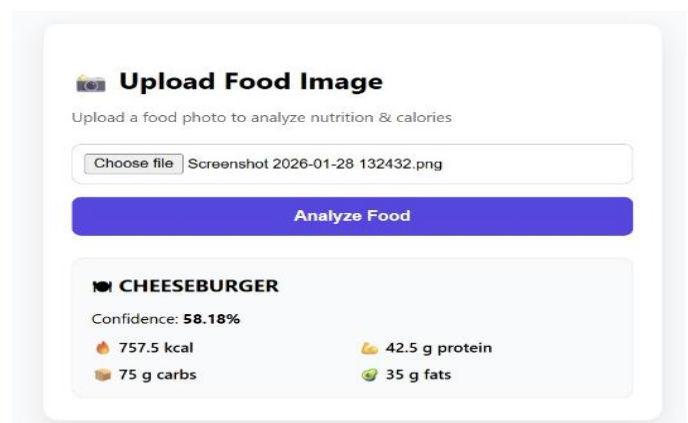 Upload Food Image
Upload a food photo to analyze nutrition & calories
Choose file Screenshot 2026-01-28 132432.png
Analyze Food
CHEESEBURGER
Confidence: 58.18%
757.5 kcal 42.5 g protein
75 g carbs 35 g fats